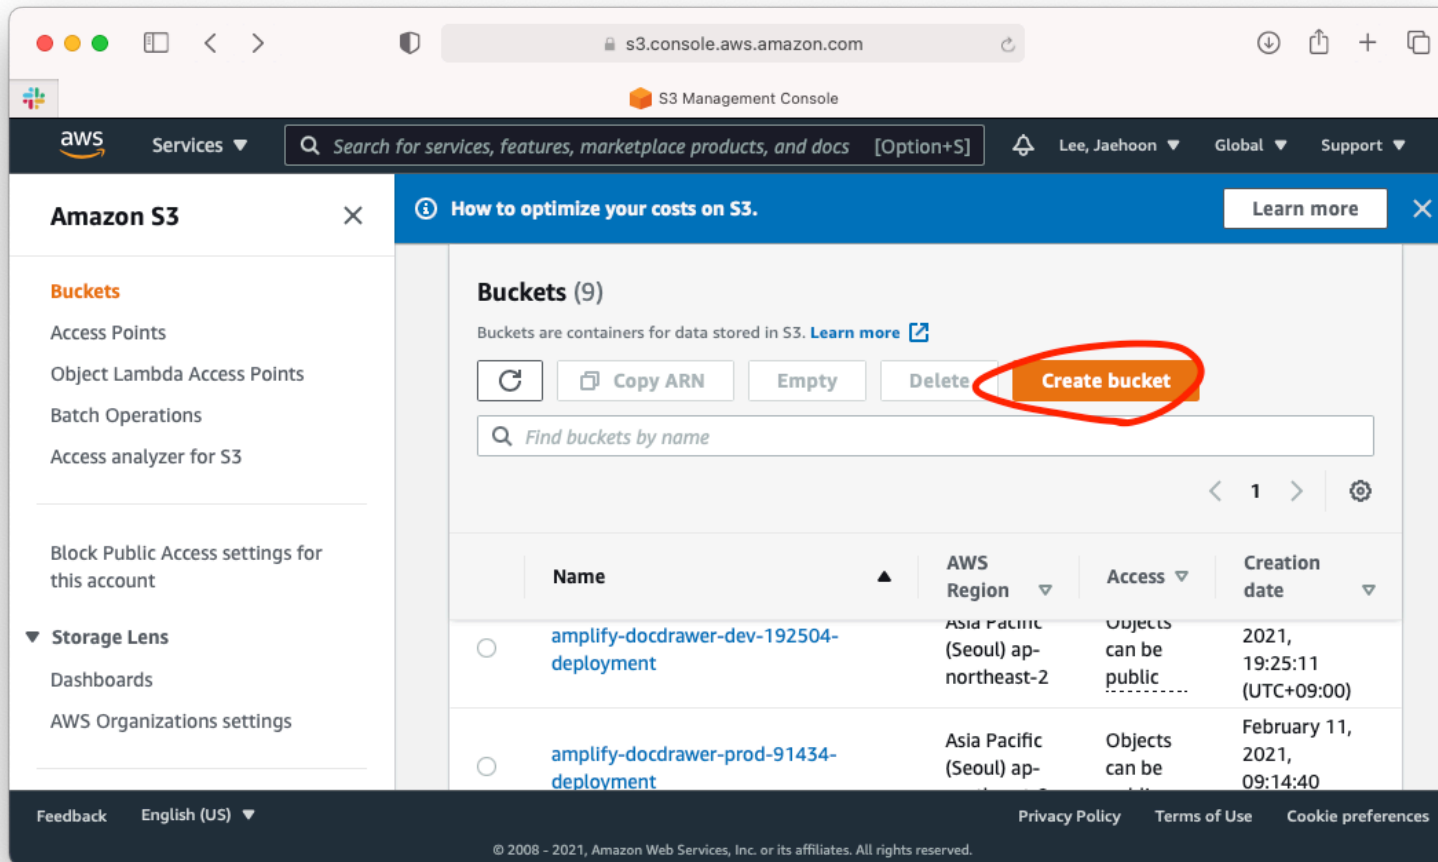 s3.console.aws.amazon.com
S3 Management Console
aws
Services
Search for services, features, marketplace products, and docs [Option+S]
Lee, Jaehoon
Global
Support
Amazon S3
How to optimize your costs on S3.
Learn more
Buckets
Access Points
Object Lambda Access Points
Batch Operations
Access analyzer for S3
Block Public Access settings for
this account
Storage Lens
Dashboards
AWS Organizations settings
Buckets (9)
Buckets are containers for data stored in S3. Learn more
Copy ARN
Empty
Delete
Create bucket
Find buckets by name
1
Name
AWS
Region
Access
Creation
date
amplify-docdrawer-dev-192504-
deployment
Asia Pacific
(Seoul) ap-
northeast-2
Objects
can be
public
2021,
19:25:11
(UTC+09:00)
amplify-docdrawer-prod-91434-
deployment
Asia Pacific
(Seoul) ap-
Objects
can be
February 11,
2021,
09:14:40
Feedback
English (US)
Privacy Policy
Terms of Use
Cookie preferences
© 2008 - 2021, Amazon Web Services, Inc. or its affiliates. All rights reserved.